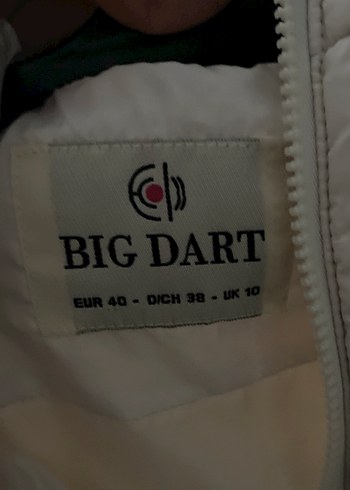 BIG DART
EUR 40 - D/CH 38 - UK 10